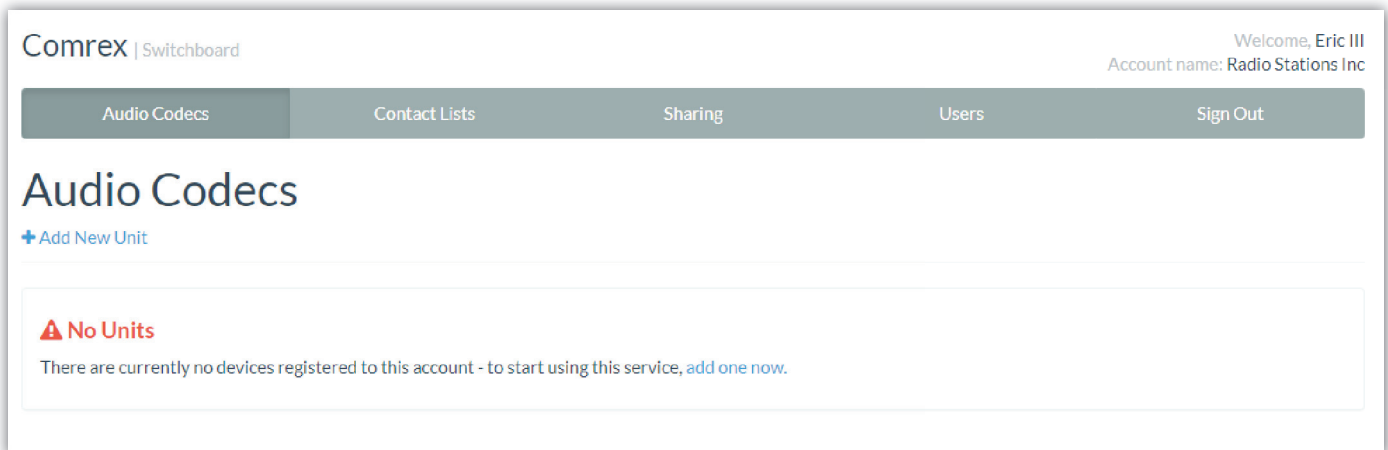 Comrex | Switchboard
Welcome, Eric III
Account name: Radio Stations Inc
Audio Codecs
Contact Lists
Sharing
Users
Sign Out
Audio Codecs
+ Add New Unit
No Units
There are currently no devices registered to this account - to start using this service, add one now.